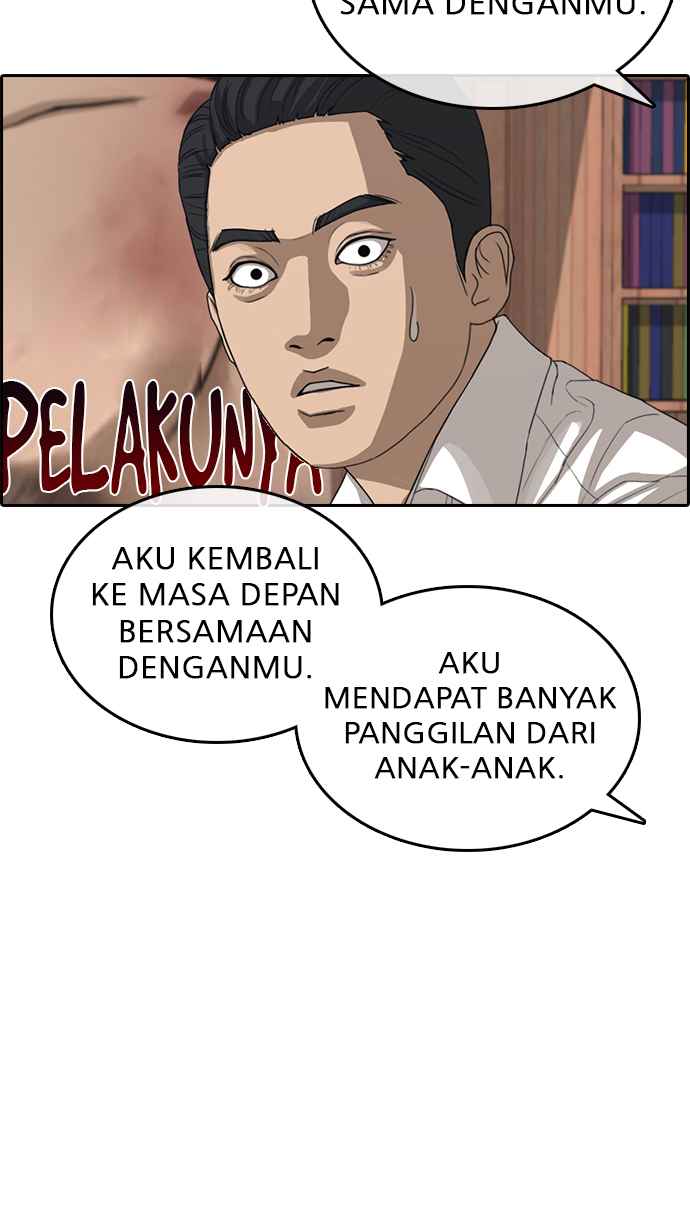 SAMA DENGANMU.
PELAKUNYA
AKU KEMBALI
KE MASA DEPAN
BERSAMAAN
DENGANMU.
AKU
MENDAPAT BANYAK
PANGGILAN DARI
ANAK-ANAK.